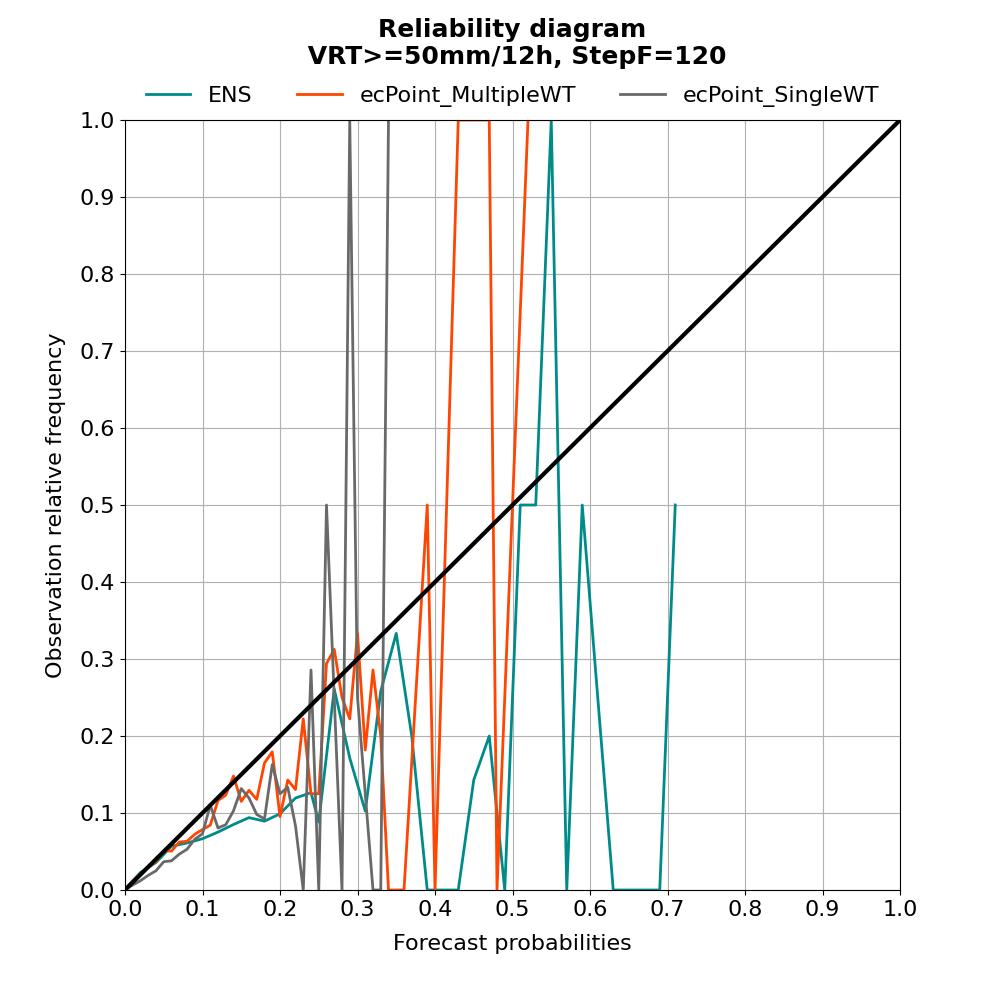 Reliability diagram
VRT>=50mm/12h, StepF=120
ENS ecPoint_MultipleWT ecPoint_SingleWT
1.0
0.9
0.8
0.7
0.6
0.5
0.4
0.3
0.2
0.1
0.0
Observation relative frequency
0.0 0.1 0.2 0.3 0.4 0.5 0.6 0.7 0.8 0.9 1.0
Forecast probabilities